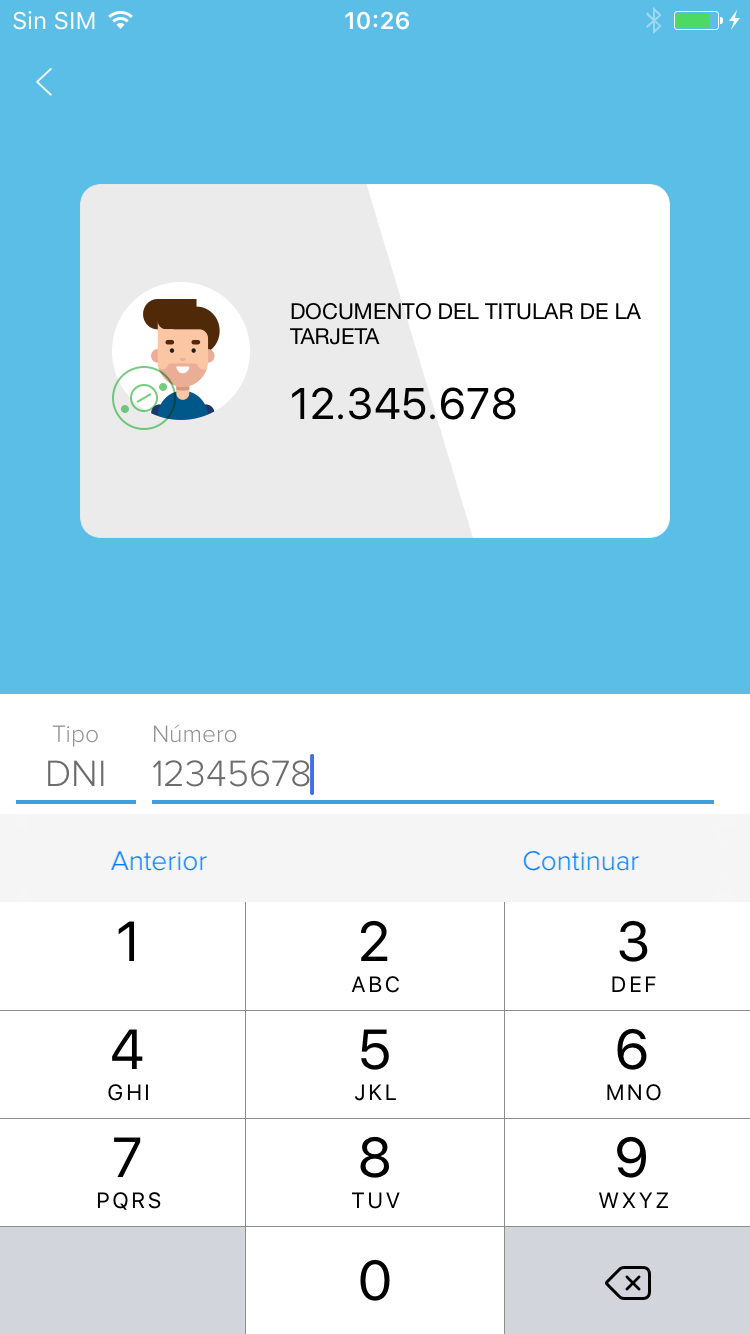 Sin SIM 10:26
DOCUMENTO DEL TITULAR DE LA
TARJETA
12.345.678
Tipo Número
DNI 12345678
Anterior Continuar
1 2 3
ABC DEF
4 5 6
GHI JKL MNO
7 8 9
PQRS TUV WXYZ
0